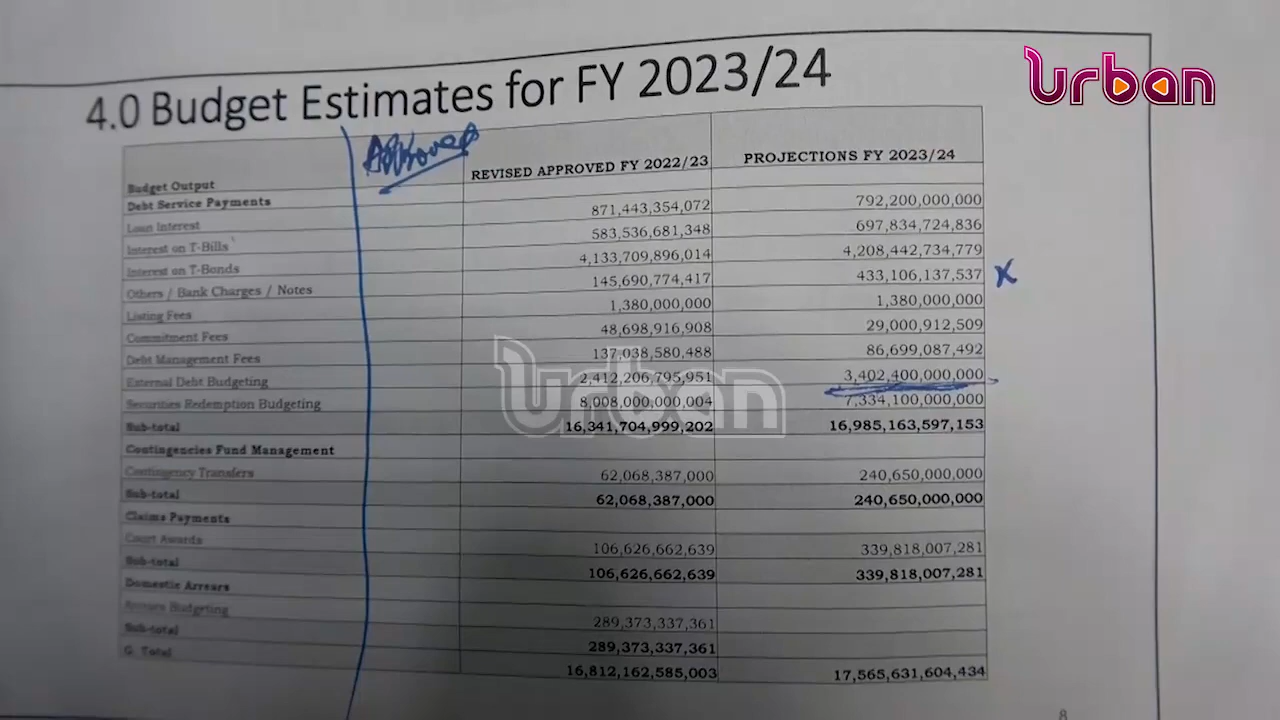 Urban
4.0 Budget Estimates for FY 2023/24
Approved
Budget Output REVISED APPROVED FY 2022/23 PROJECTIONS FY 2023/24
Debt Service Payments
Loan Interest 871,443,354,072 792,200,000,000
Interest on T-Bills 583,536,681,348 697,834,724,836
Interest on T-Bonds 4,133,709,896,014 4,208,442,734,779
Others / Bank Charges / Notes 145,690,774,417 433,106,137,537 X
Listing Fees 1,380,000,000 1,380,000,000
Commitment Fees 48,698,916,908 29,000,912,509
Debt Management Fees 137,038,580,488 86,699,087,492
External Debt Budgeting 2,412,206,795,951 3,402,400,000,000
Securities Redemption Budgeting 8,008,000,000,004 7,334,100,000,000
Sub-total 16,341,704,999,202 16,985,163,597,153
Urban
Contingencies Fund Management
Contingency Transfers 62,068,387,000 240,650,000,000
Sub-total 62,068,387,000 240,650,000,000
Claims Payments
Court Awards 106,626,662,639 339,818,007,281
Sub-total 106,626,662,639 339,818,007,281
Domestic Arrears
Arrears Budgeting 289,373,337,361
Sub-total 289,373,337,361
G. Total 16,812,162,585,003 17,565,631,604,434
8